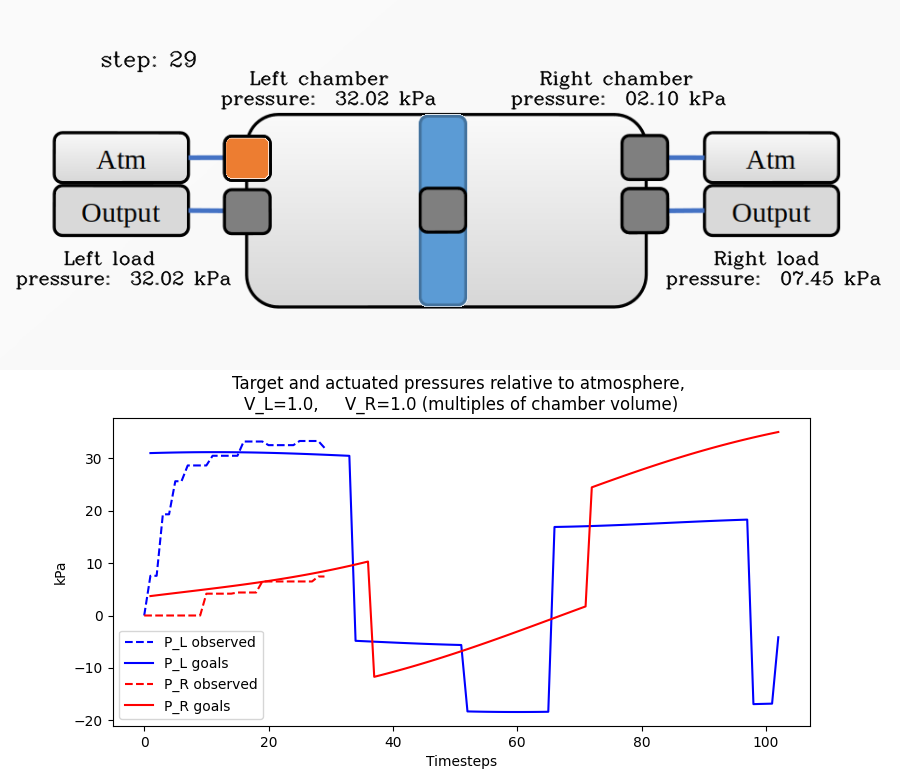 step: 29
Left chamber
pressure: 32.02 kPa
Right chamber
pressure: 02.10 kPa
Atm
Output
Atm
Output
Left load
pressure: 32.02 kPa
Right load
pressure: 07.45 kPa
Target and actuated pressures relative to atmosphere,
V_L=1.0, V_R=1.0 (multiples of chamber volume)
kPa
30
20
10
0
−10
−20
P_L observed
P_L goals
P_R observed
P_R goals
0 20 40 60 80 100
Timesteps